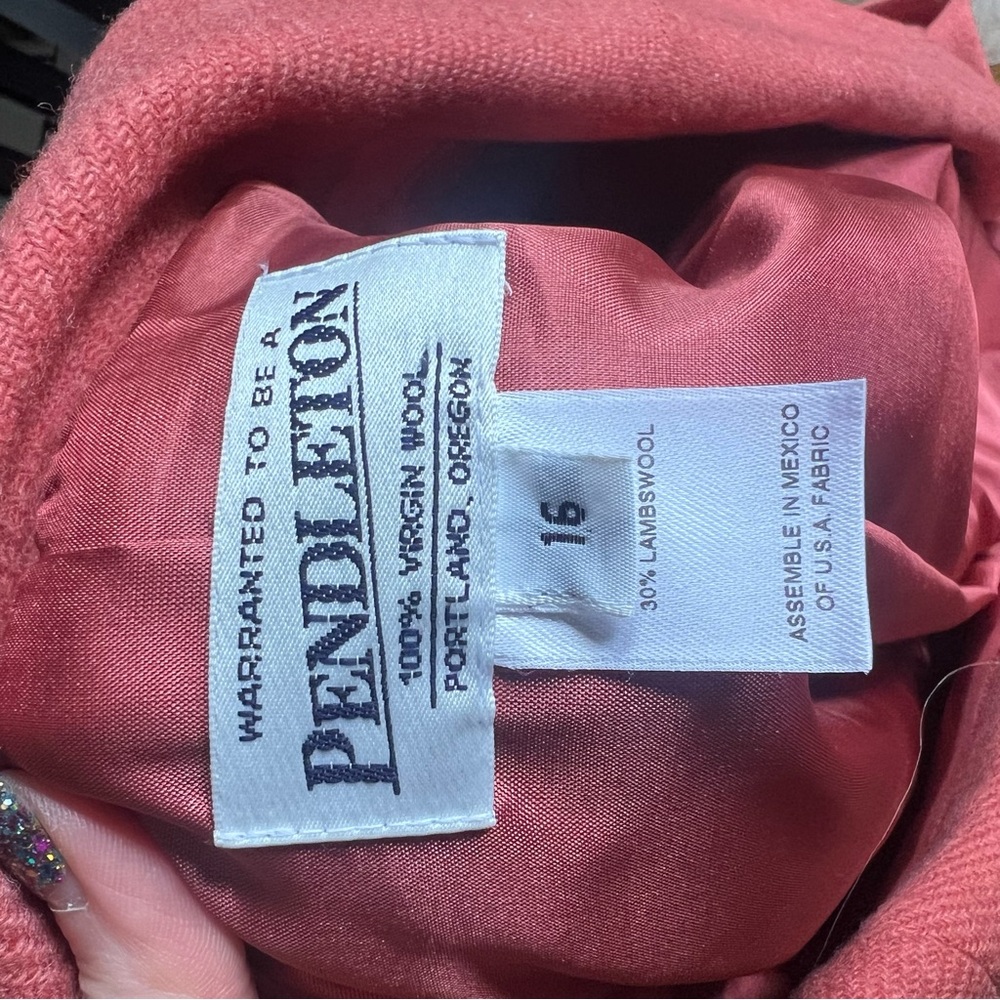 WARRANTED TO BE A
PENDLETON
100% VIRGIN WOOL
PORTLAND, OREGON
16
30% LAMBSWOOL
ASSEMBLE IN MEXICO
OF U.S.A. FABRIC